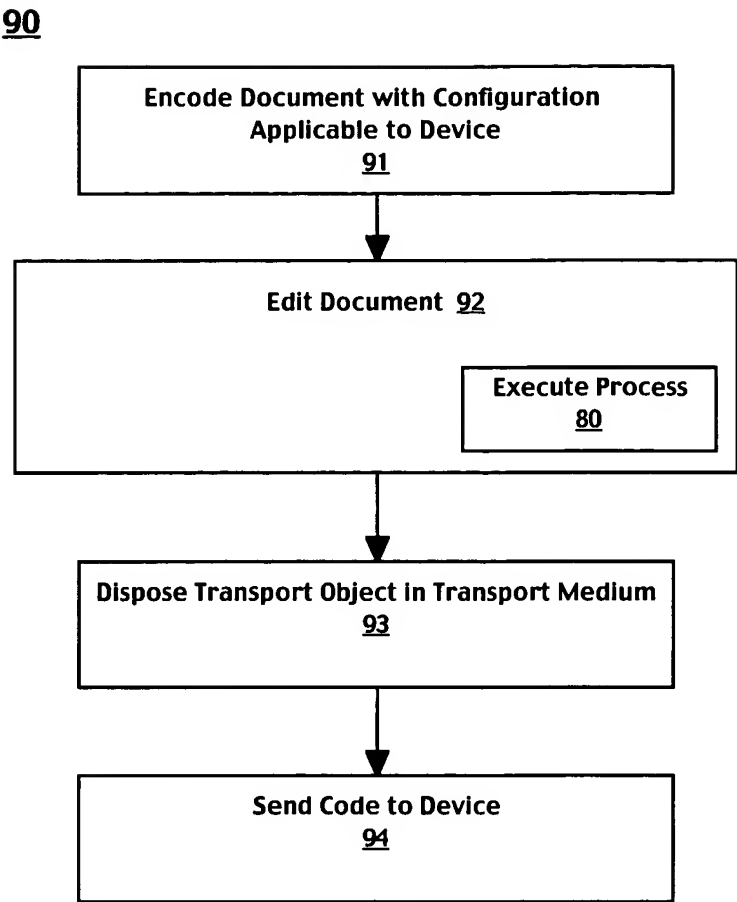 90
Encode Document with Configuration
Applicable to Device
91
Edit Document 92
Execute Process
80
Dispose Transport Object in Transport Medium
93
Send Code to Device
94